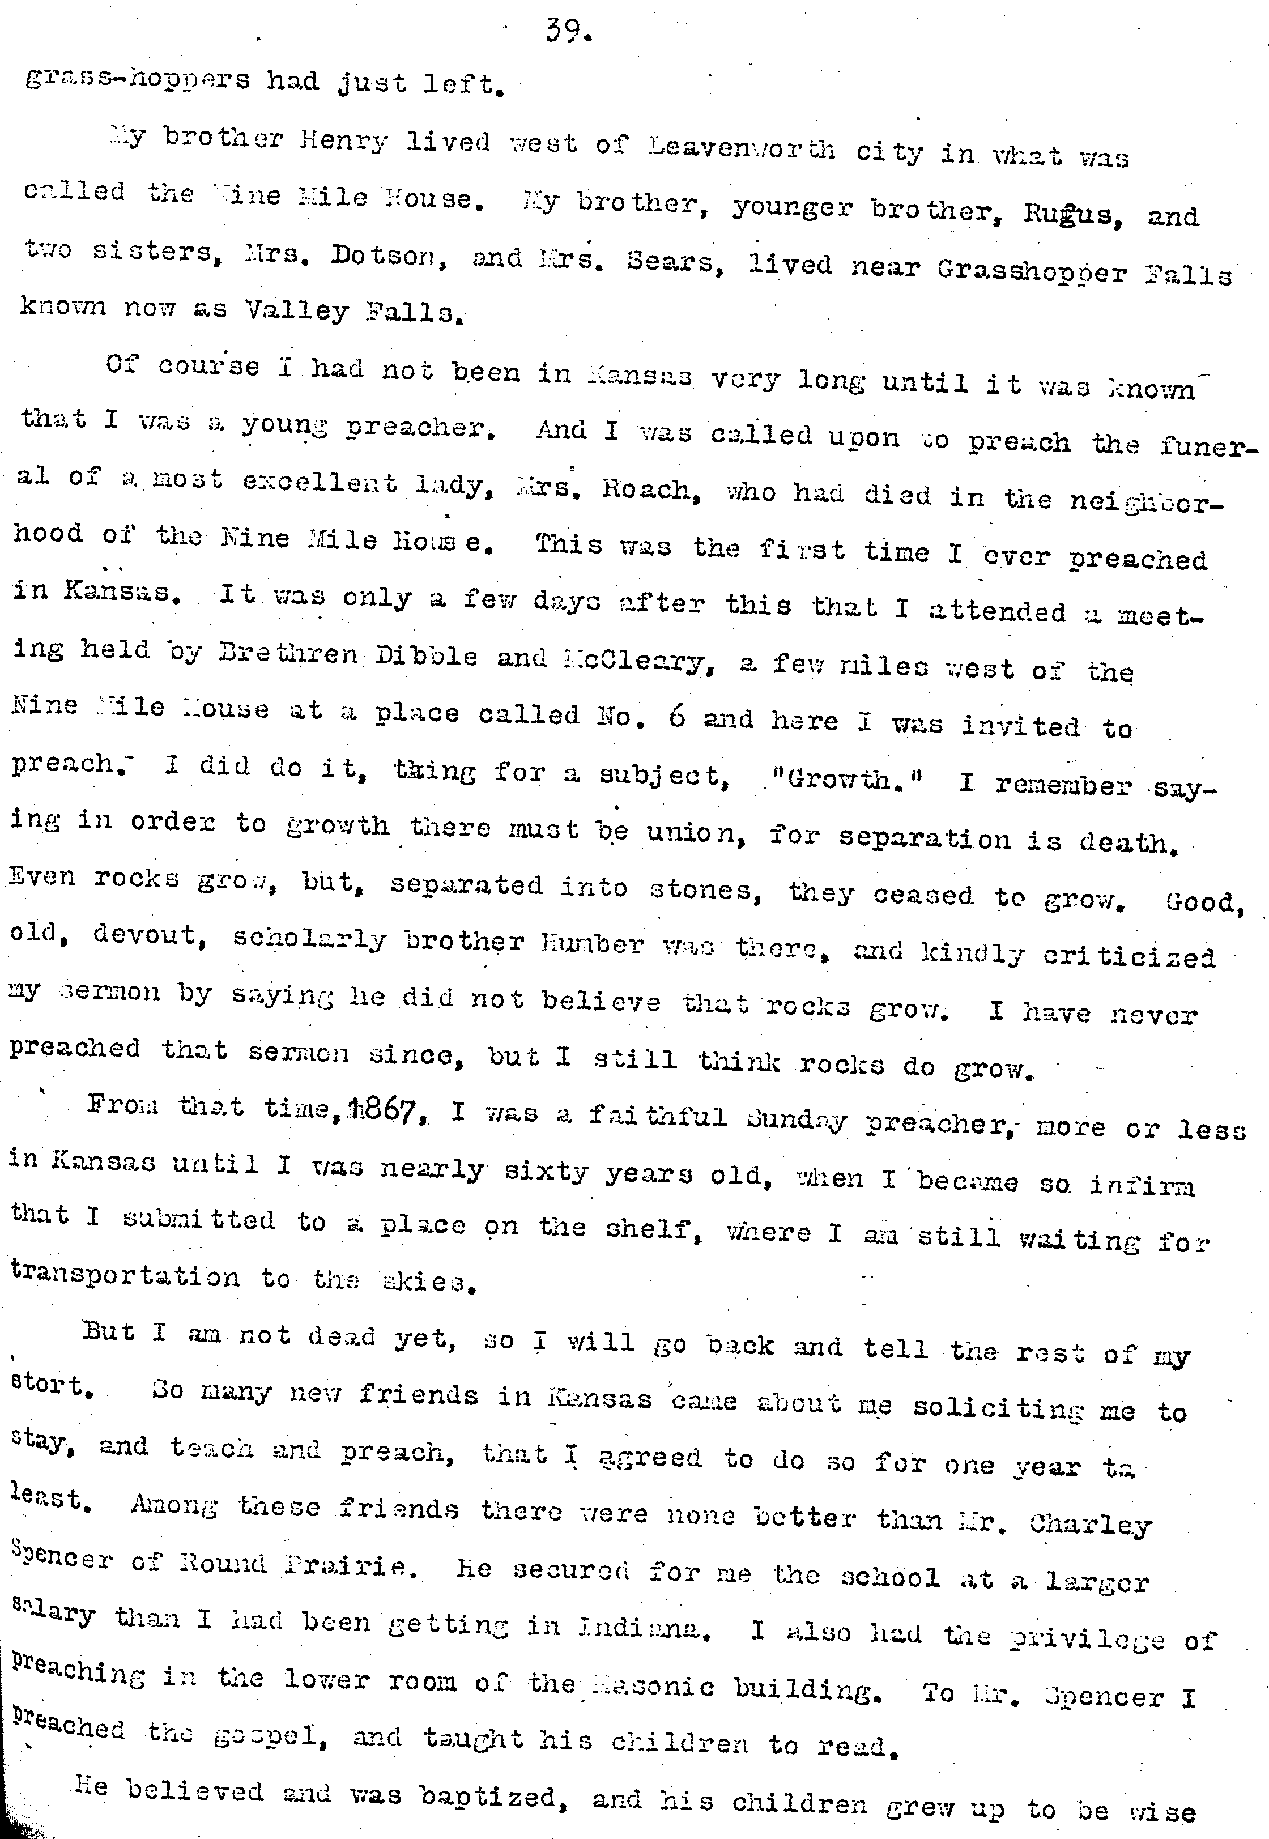 39.
grass-hoppers had just left.
My brother Henry lived west of Leavenworth city in what was
called the Nine Mile House. My brother, younger brother, Rufus, and
two sisters, Mrs. Dotson, and Mrs. Sears, lived near Grasshopper Falls
known now as Valley Falls.
Of course I had not been in Kansas very long until it was known
that I was a young preacher. And I was called upon to preach the funer-
al of a most excellent lady, Mrs. Roach, who had died in the neighbor-
hood of the Nine Mile House. This was the first time I ever preached
in Kansas. It was only a few days after this that I attended a meet-
ing held by Brethren Dibble and McCleary, a few miles west of the
Nine Mile House at a place called No. 6 and here I was invited to
preach. I did do it, tking for a subject, "Growth." I remember say-
ing in order to growth there must be union, for separation is death.
Even rocks grow, but, separated into stones, they ceased to grow. Good,
old, devout, scholarly brother Humber was there, and kindly criticized
my sermon by saying he did not believe that rocks grow. I have never
preached that sermon since, but I still think rocks do grow.
From that time, 1867, I was a faithful Sunday preacher, more or less
in Kansas until I was nearly sixty years old, when I became so infirm
that I submitted to a place on the shelf, where I am still waiting for
transportation to the skies.
But I am not dead yet, so I will go back and tell the rest of my
stort. So many new friends in Kansas came about me soliciting me to
stay, and teach and preach, that I agreed to do so for one year ta
least. Among these friends there were none better than Mr. Charley
Spencer of Round Prairie. He secured for me the school at a larger
salary than I had been getting in Indiana. I also had the privilege of
preaching in the lower room of the Masonic building. To Mr. Spencer I
preached the gospel, and taught his children to read.
He believed and was baptized, and his children grew up to be wise